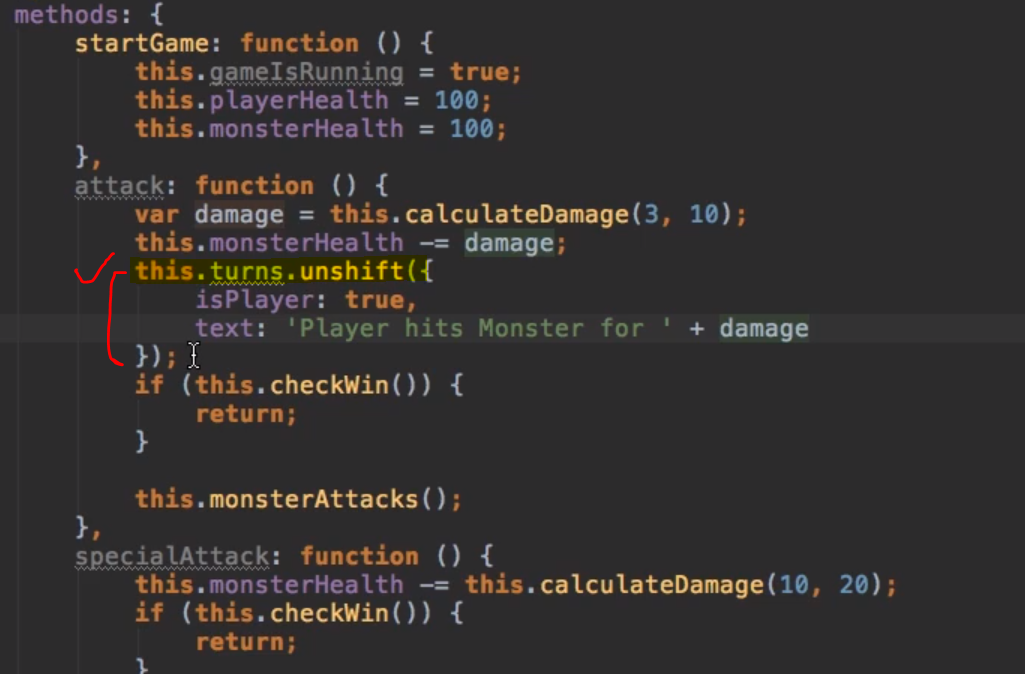 methods: {
startGame: function () {
this.gameIsRunning = true;
this.playerHealth = 100;
this.monsterHealth = 100;
},
attack: function () {
var damage = this.calculateDamage(3, 10);
this.monsterHealth -= damage;
this.turns.unshift({
isPlayer: true,
text: 'Player hits Monster for ' + damage
});
if (this.checkWin()) {
return;
}
this.monsterAttacks();
},
specialAttack: function () {
this.monsterHealth -= this.calculateDamage(10, 20);
if (this.checkWin()) {
return;
}